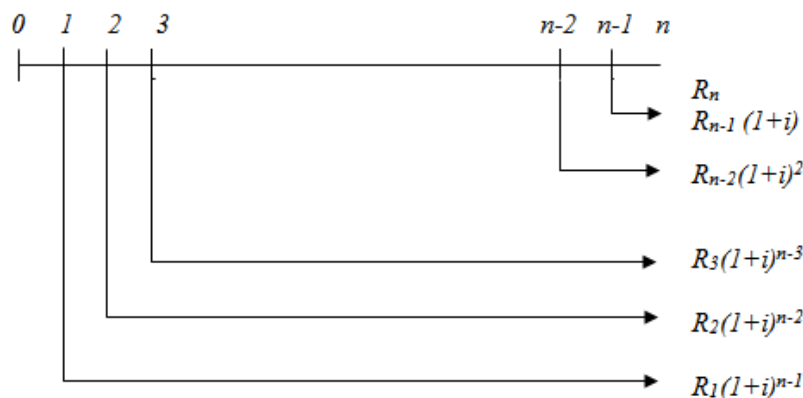 0 1 2 3 n-2 n-1 n
Rₙ
Rₙ₋₁ (1+i)
Rₙ₋₂(1+i)²
R₃(1+i)ⁿ⁻³
R₂(1+i)ⁿ⁻²
R₁(1+i)ⁿ⁻¹